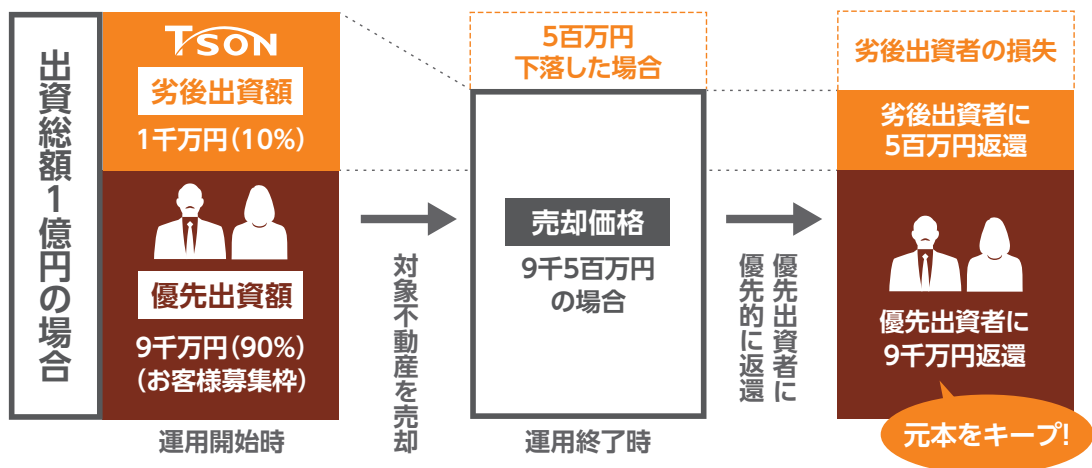 出資総額1億円の場合
TSON
劣後出資額
1千万円(10%)
優先出資額
9千万円(90%)
(お客様募集枠)
運用開始時
対象不動産を売却
5百万円
下落した場合
売却価格
9千5百万円
の場合
運用終了時
優先出資者に
優先的に返還
劣後出資者の損失
劣後出資者に
5百万円返還
優先出資者に
9千万円返還
元本をキープ!